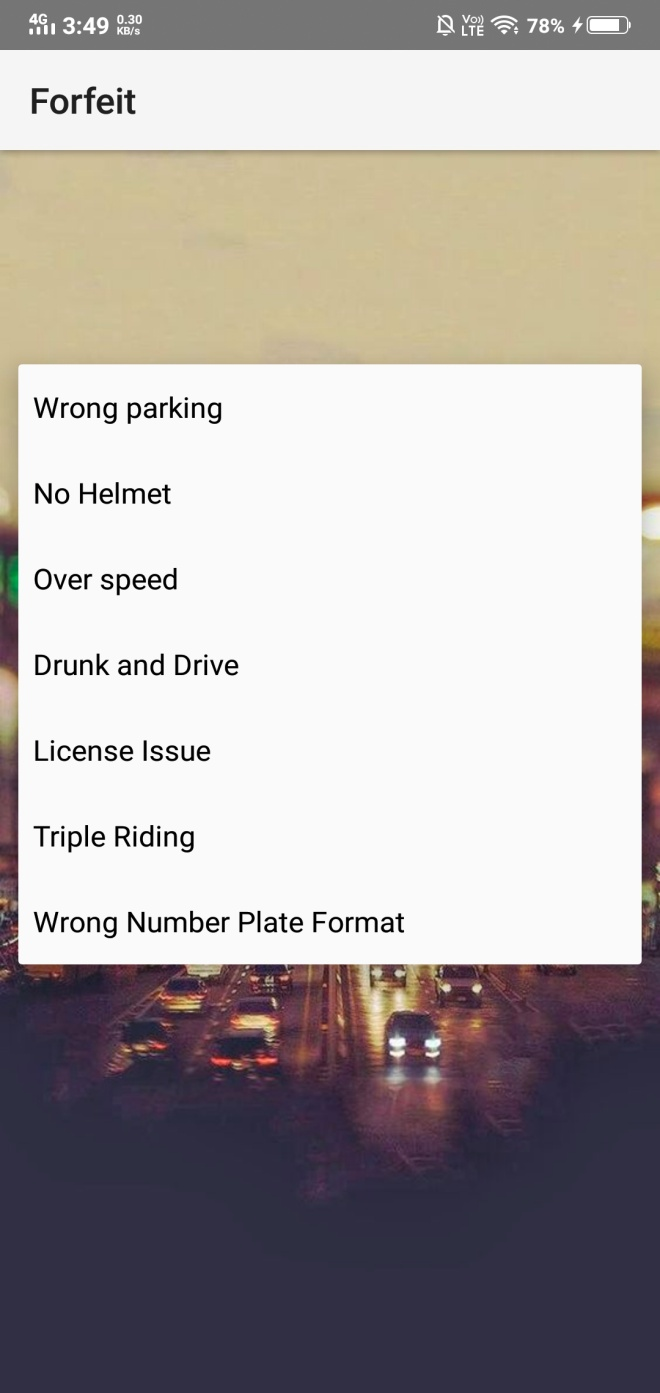 4G 3:49 0.30
KB/s
Vo))
LTE 78%
Forfeit
Wrong parking
No Helmet
Over speed
Drunk and Drive
License Issue
Triple Riding
Wrong Number Plate Format